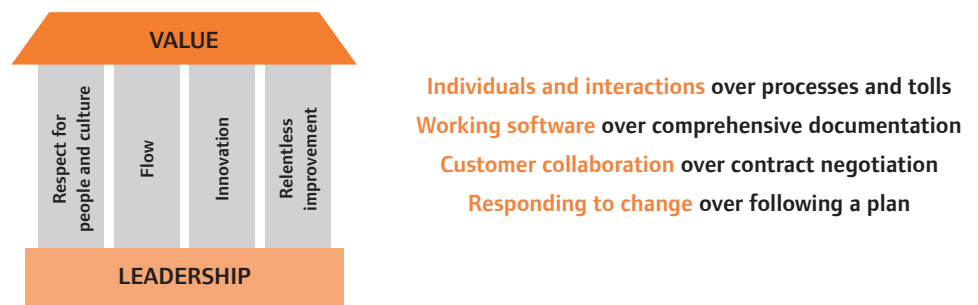 VALUE
Respect for
people and culture
Flow
Innovation
Relentless
improvement
LEADERSHIP
Individuals and interactions over processes and tolls
Working software over comprehensive documentation
Customer collaboration over contract negotiation
Responding to change over following a plan